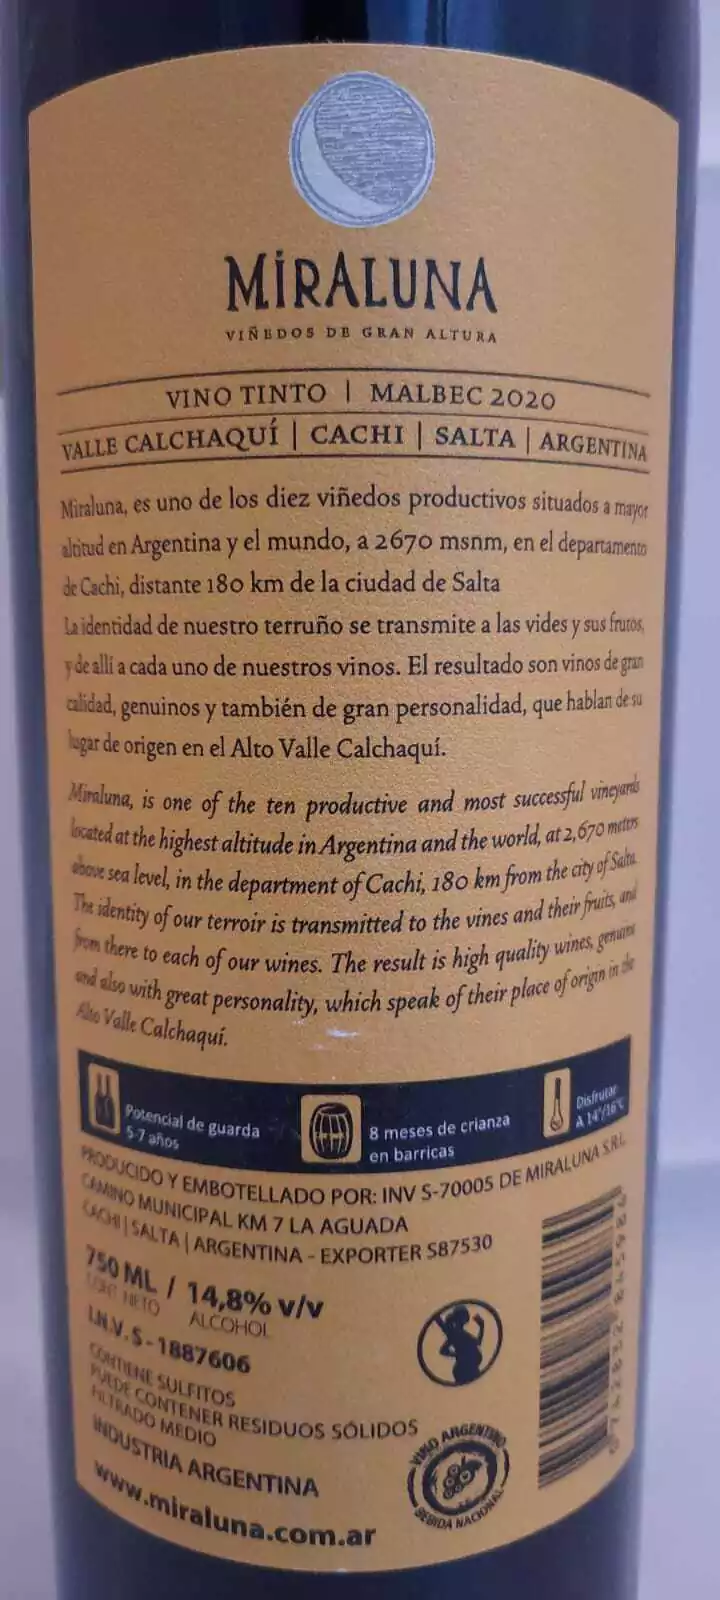 MİRALUNA
VIÑEDOS DE GRAN ALTURA
VINO TINTO | MALBEC 2020
VALLE CALCHAQUÍ | CACHI | SALTA | ARGENTINA
Miraluna, es uno de los diez viñedos productivos situados a mayor
altitud en Argentina y el mundo, a 2670 msnm, en el departamento
de Cachi, distante 180 km de la ciudad de Salta
La identidad de nuestro terruño se transmite a las vides y sus frutos,
y de allí a cada uno de nuestros vinos. El resultado son vinos de gran
calidad, genuinos y también de gran personalidad, que hablan de su
lugar de origen en el Alto Valle Calchaquí.
Miraluna, is one of the ten productive and most successful vineyards
located at the highest altitude in Argentina and the world, at 2,670 meters
above sea level, in the department of Cachi, 180 km from the city of Salta.
The identity of our terroir is transmitted to the vines and their fruits, and
from there to each of our wines. The result is high quality wines, genuine
and also with great personality, which speak of their place of origin in the
Alto Valle Calchaquí.
Potencial de guarda
5-7 años
8 meses de crianza
en barricas
Disfrutar
A 14°/16°C
PRODUCIDO Y EMBOTELLADO POR: INV S-70005 DE MIRALUNA S.R.L.
CAMINO MUNICIPAL KM 7 LA AGUADA
CACHI | SALTA | ARGENTINA - EXPORTER S87530
750 ML / 14,8% v/v
CONT. NETO ALCOHOL
I.N.V. S - 1887606
CONTIENE SULFITOS
PUEDE CONTENER RESIDUOS SÓLIDOS
FILTRADO MEDIO
INDUSTRIA ARGENTINA
www.miraluna.com.ar
VINO ARGENTINO
BEBIDA NACIONAL